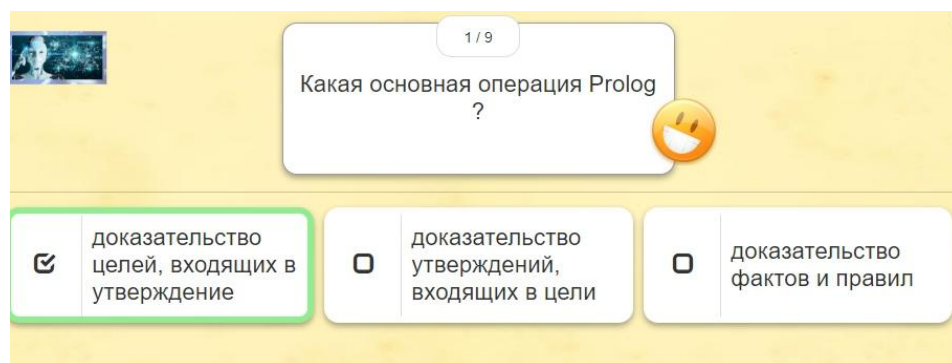 1 / 9
Какая основная операция Prolog
?
доказательство
целей, входящих в
утверждение
доказательство
утверждений,
входящих в цели
доказательство
фактов и правил